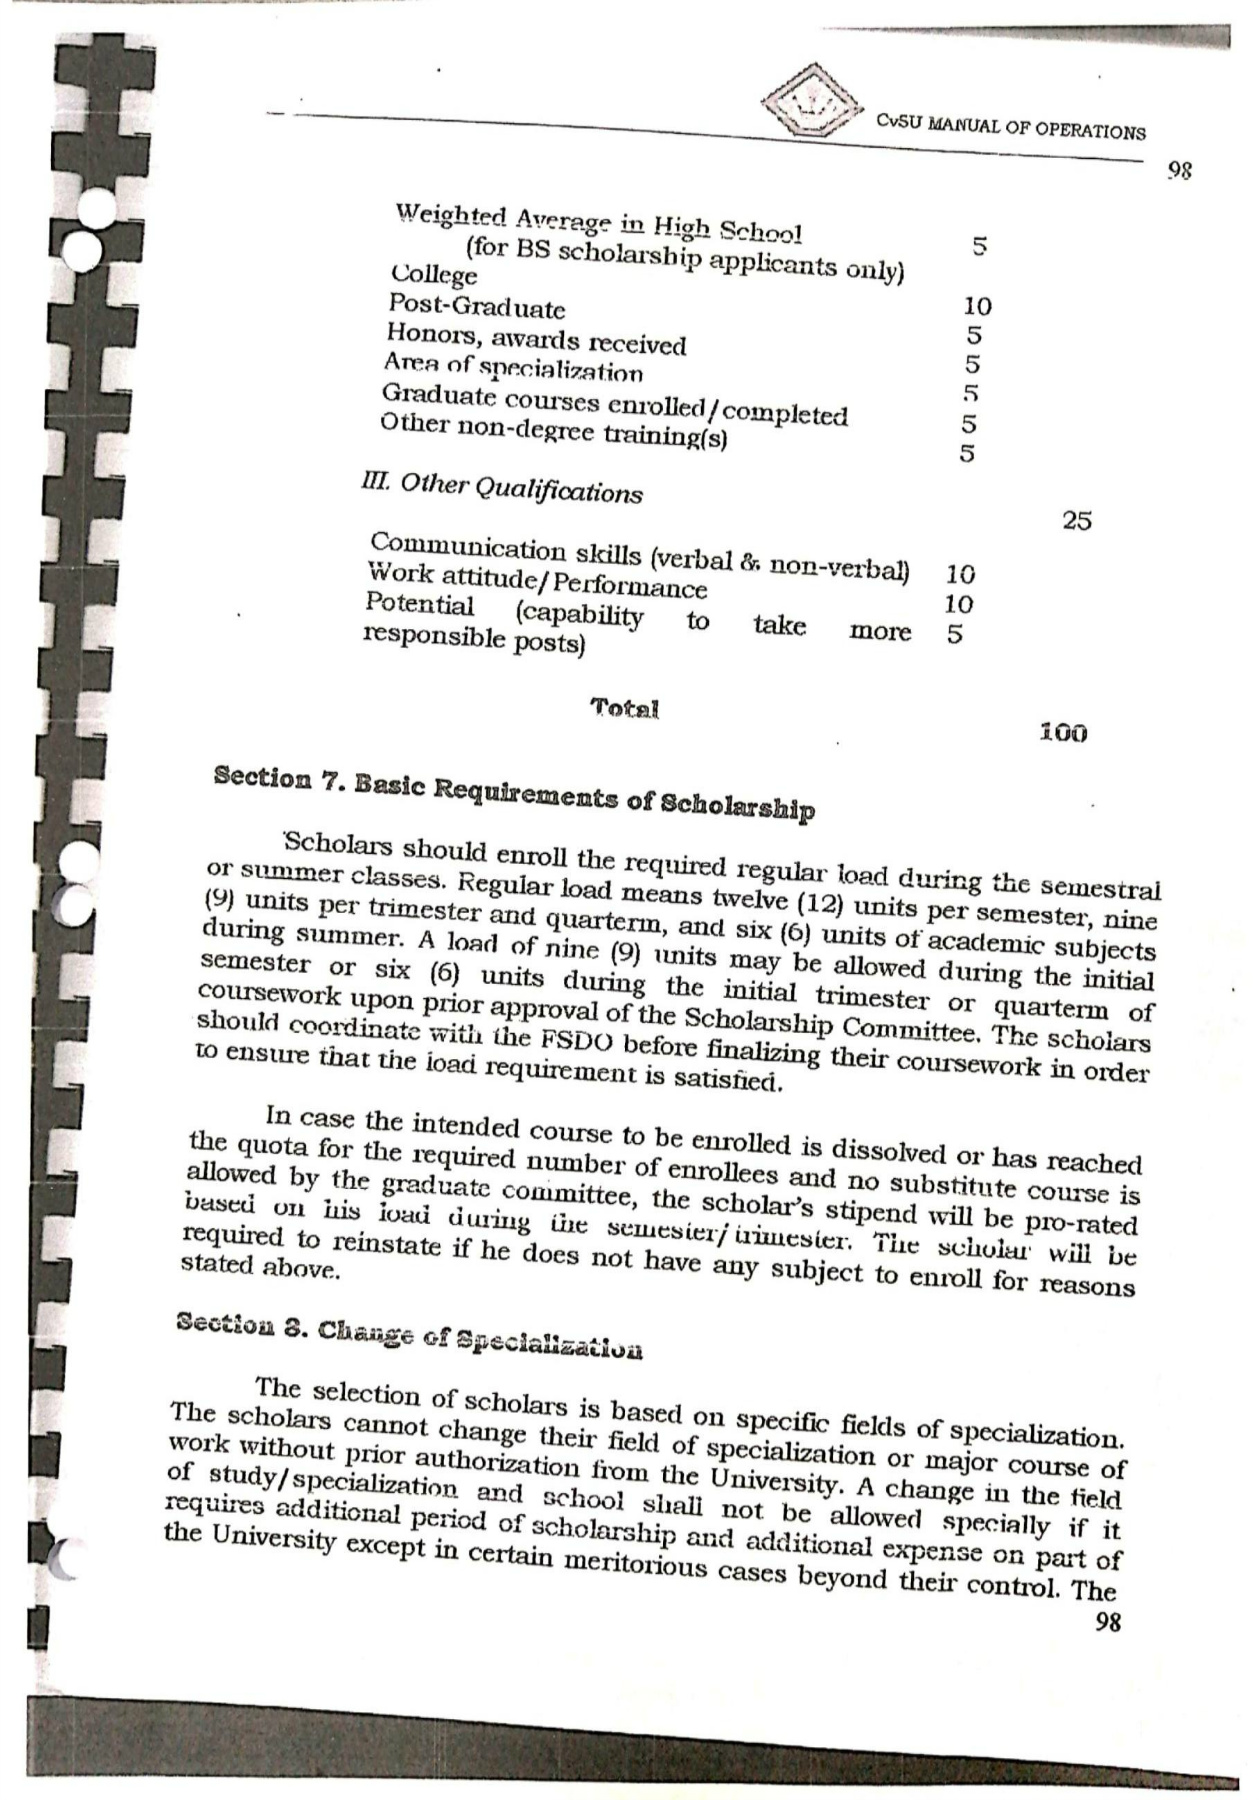 CvSU MANUAL OF OPERATIONS
98
Weighted Average in High School 5
(for BS scholarship applicants only)
College 10
Post-Graduate 5
Honors, awards received 5
Area of specialization 5
Graduate courses enrolled/completed 5
Other non-degree training(s) 5
III. Other Qualifications 25
Communication skills (verbal & non-verbal) 10
Work attitude/Performance 10
Potential (capability to take more 5
responsible posts)
Total 100
Section 7. Basic Requirements of Scholarship
Scholars should enroll the required regular load during the semestral
or summer classes. Regular load means twelve (12) units per semester, nine
(9) units per trimester and quarterm, and six (6) units of academic subjects
during summer. A load of nine (9) units may be allowed during the initial
semester or six (6) units during the initial trimester or quarterm of
coursework upon prior approval of the Scholarship Committee. The scholars
should coordinate with the FSDO before finalizing their coursework in order
to ensure that the load requirement is satisfied.
In case the intended course to be enrolled is dissolved or has reached
the quota for the required number of enrollees and no substitute course is
allowed by the graduate committee, the scholar's stipend will be pro-rated
based on his load during the semester/trimester. The scholar will be
required to reinstate if he does not have any subject to enroll for reasons
stated above.
Section 8. Change of Specialization
The selection of scholars is based on specific fields of specialization.
The scholars cannot change their field of specialization or major course of
work without prior authorization from the University. A change in the field
of study/specialization and school shall not be allowed specially if it
requires additional period of scholarship and additional expense on part of
the University except in certain meritorious cases beyond their control. The
98